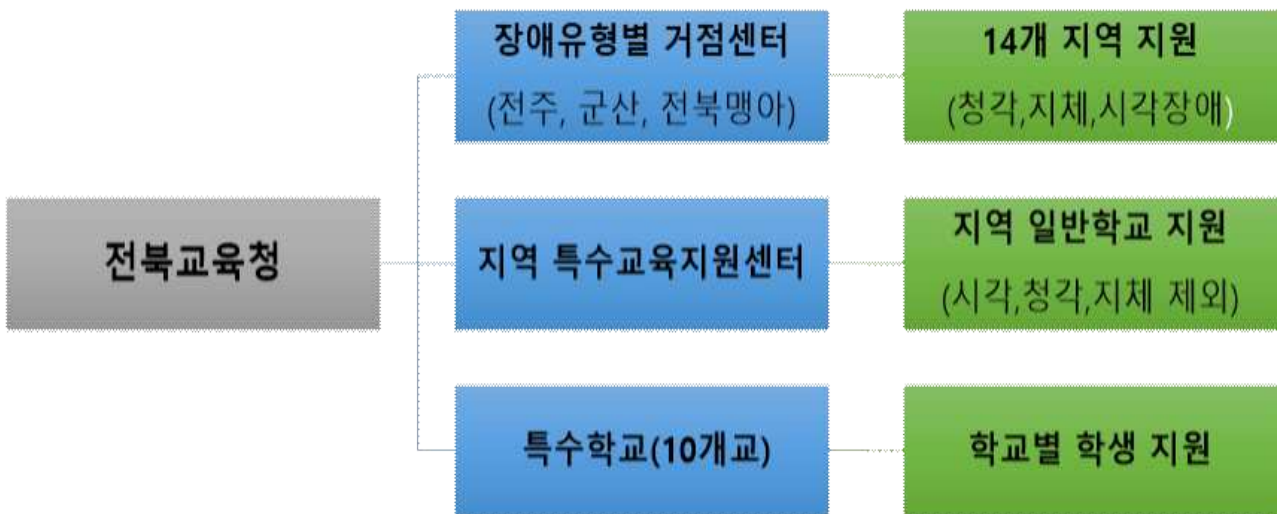 장애유형별 거점센터
(전주, 군산, 전북맹아)
14개 지역 지원
(청각,지체,시각장애)
전북교육청
지역 특수교육지원센터
지역 일반학교 지원
(시각,청각,지체 제외)
특수학교(10개교)
학교별 학생 지원